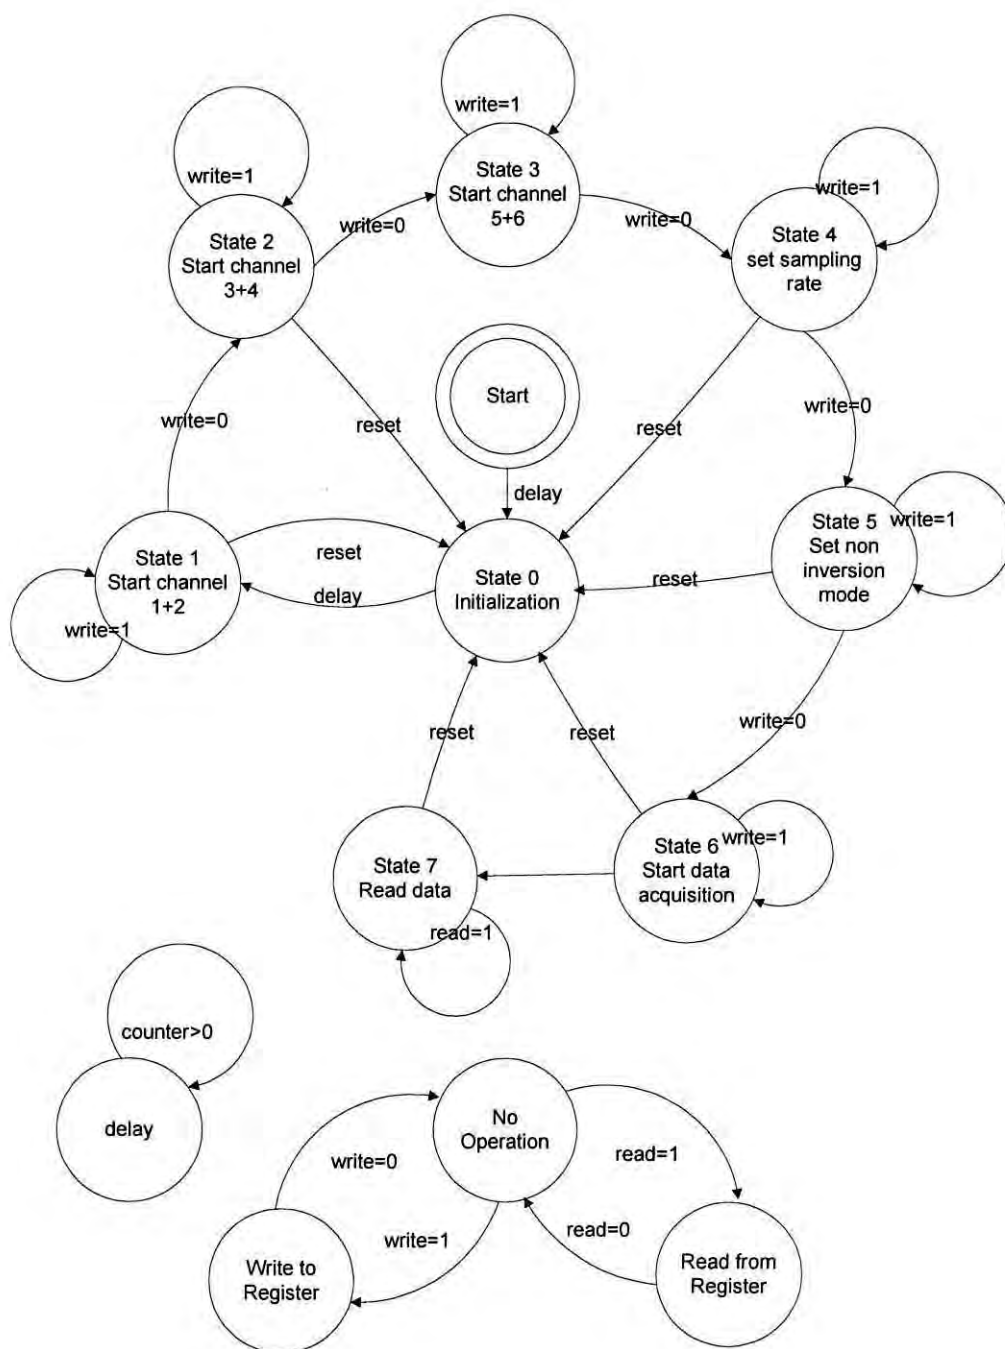 write=1
State 3
Start channel
5+6
write=1
State 2
Start channel
3+4
write=0
write=0
write=1
State 4
set sampling
rate
Start
write=0
reset
reset
write=0
delay
State 1
Start channel
1+2
write=1
reset
delay
State 0
Initialization
reset
State 5
Set non
inversion
mode
write=1
write=0
reset
reset
State 7
Read data
read=1
State 6
Start data
acquisition
write=1
counter>0
delay
No
Operation
write=0
read=1
write=1
read=0
Write to
Register
Read from
Register